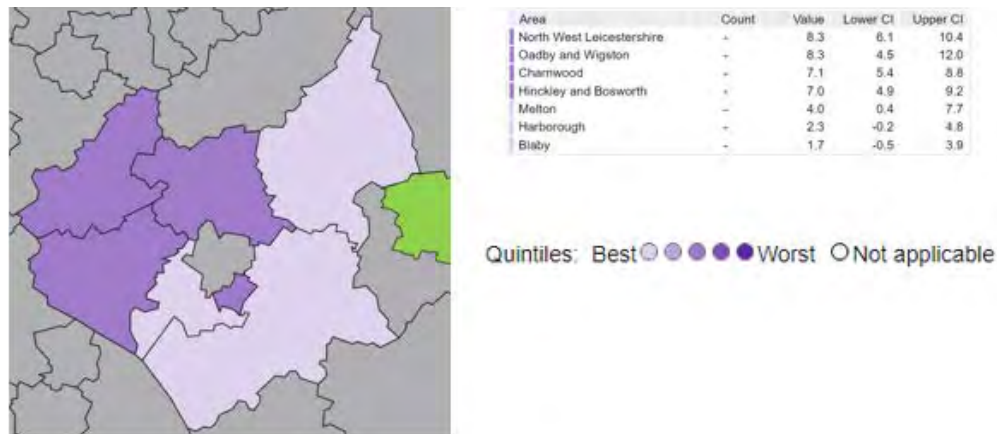 Area Count Value Lower CI Upper CI
North West Leicestershire - 8.3 6.1 10.4
Oadby and Wigston - 8.3 4.5 12.0
Charnwood - 7.1 5.4 8.8
Hinckley and Bosworth - 7.0 4.9 9.2
Melton - 4.0 0.4 7.7
Harborough - 2.3 -0.2 4.8
Blaby - 1.7 -0.5 3.9
Quintiles: Best Worst Not applicable